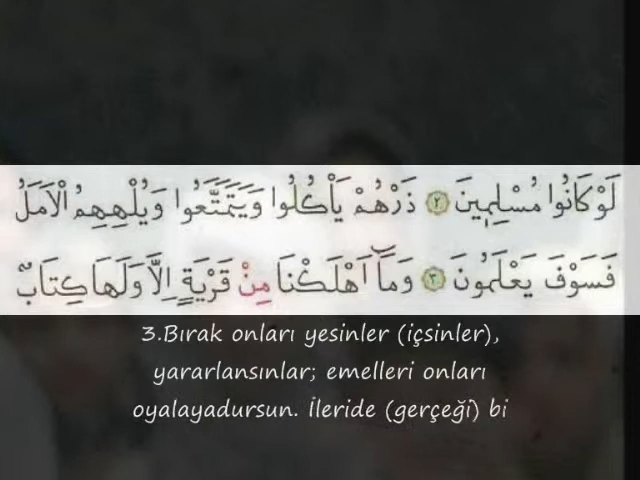 لَوْ كَانُوا مُسْلِمِينَ ﴿٢﴾ ذَرْهُمْ يَأْكُلُوا وَيَتَمَتَّعُوا وَيُلْهِهِمُ الْاَمَلُ
فَسَوْفَ يَعْلَمُونَ ﴿٣﴾ وَمَٓا اَهْلَكْنَا مِنْ قَرْيَةٍ اِلَّا وَلَهَا كِتَابٌ
3.Bırak onları yesinler (içsinler),
yararlansınlar; emelleri onları
oyalayadursun. İleride (gerçeği) bi